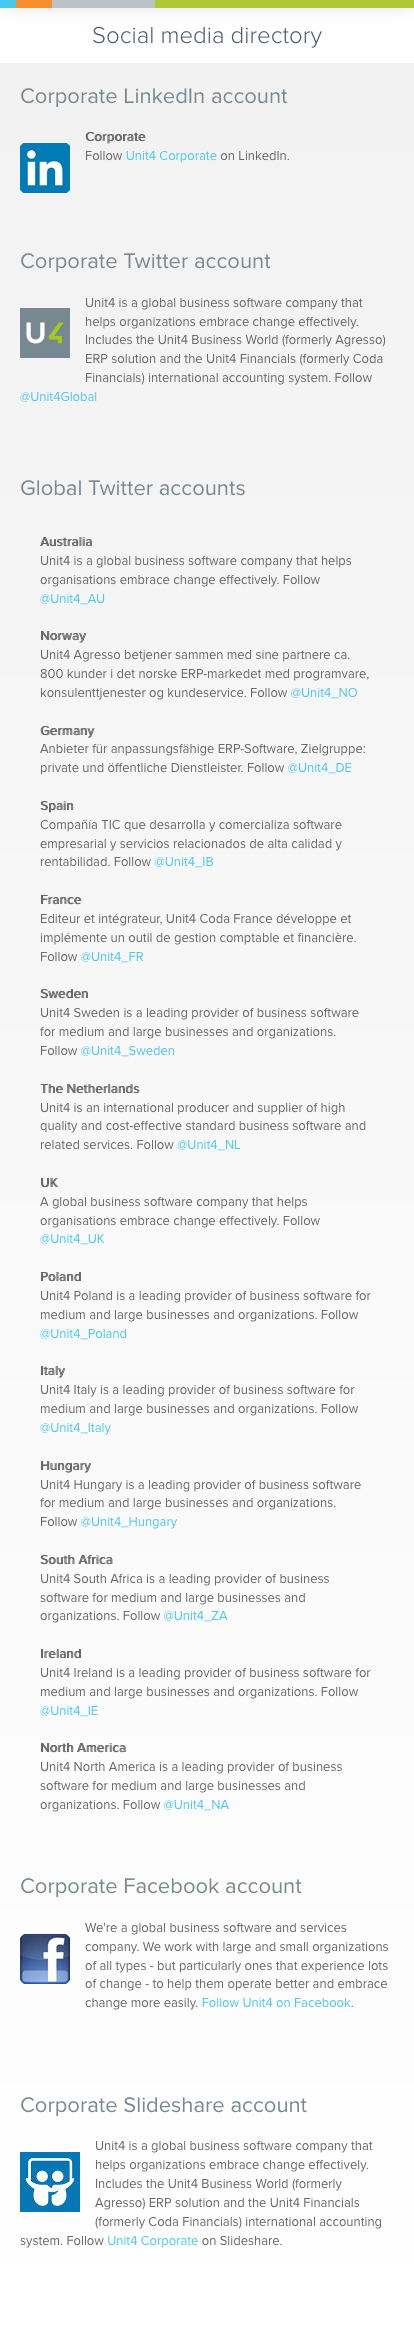 Social media directory
Corporate LinkedIn account
Corporate
Follow Unit4 Corporate on LinkedIn.
in
Corporate Twitter account
Unit4 is a global business software company that
helps organizations embrace change effectively.
U4
Includes the Unit4 Business World (formerly Agresso)
ERP solution and the Unit4 Financials (formerly Coda
Financials) international accounting system. Follow
@Unit4Global
Global Twitter accounts
Australia
Unit4 is a global business software company that helps
organisations embrace change effectively. Follow
@Unit4_AU
Norway
Unit4 Agresso betjener sammen med sine partnere ca.
800 kunder i det norske ERP-markedet med programvare,
konsulenttjenester og kundeservice. Follow @Unit4_NO
Germany
Anbieter für anpassungsfähige ERP-Software, Zielgruppe:
private und öffentliche Dienstleister. Follow @Unit4_DE
Spain
Compañía TIC que desarrolla y comercializa software
empresarial y servicios relacionados de alta calidad y
rentabilidad. Follow @Unit4_IB
France
Editeur et intégrateur, Unit4 Coda France développe et
implémente un outil de gestion comptable et financière.
Follow @Unit4_FR
Sweden
Unit4 Sweden is a leading provider of business software
for medium and large businesses and organizations.
Follow @Unit4_Sweden
The Netherlands
Unit4 is an international producer and supplier of high
quality and cost-effective standard business software and
related services. Follow @Unit4_NL
UK
A global business software company that helps
organisations embrace change effectively. Follow
@Unit4_UK
Poland
Unit4 Poland is a leading provider of business software for
medium and large businesses and organizations. Follow
@Unit4_Poland
Italy
Unit4 Italy is a leading provider of business software for
medium and large businesses and organizations. Follow
@Unit4_Italy
Hungary
Unit4 Hungary is a leading provider of business software
for medium and large businesses and organizations.
Follow @Unit4_Hungary
South Africa
Unit4 South Africa is a leading provider of business
software for medium and large businesses and
organizations. Follow @Unit4_ZA
Ireland
Unit4 Ireland is a leading provider of business software for
medium and large businesses and organizations. Follow
@Unit4_IE
North America
Unit4 North America is a leading provider of business
software for medium and large businesses and
organizations. Follow @Unit4_NA
Corporate Facebook account
We're a global business software and services
company. We work with large and small organizations
f
of all types - but particularly ones that experience lots
of change - to help them operate better and embrace
change more easily. Follow Unit4 on Facebook.
Corporate Slideshare account
Unit4 is a global business software company that
helps organizations embrace change effectively.
Includes the Unit4 Business World (formerly
Agresso) ERP solution and the Unit4 Financials
(formerly Coda Financials) international accounting
system. Follow Unit4 Corporate on Slideshare.